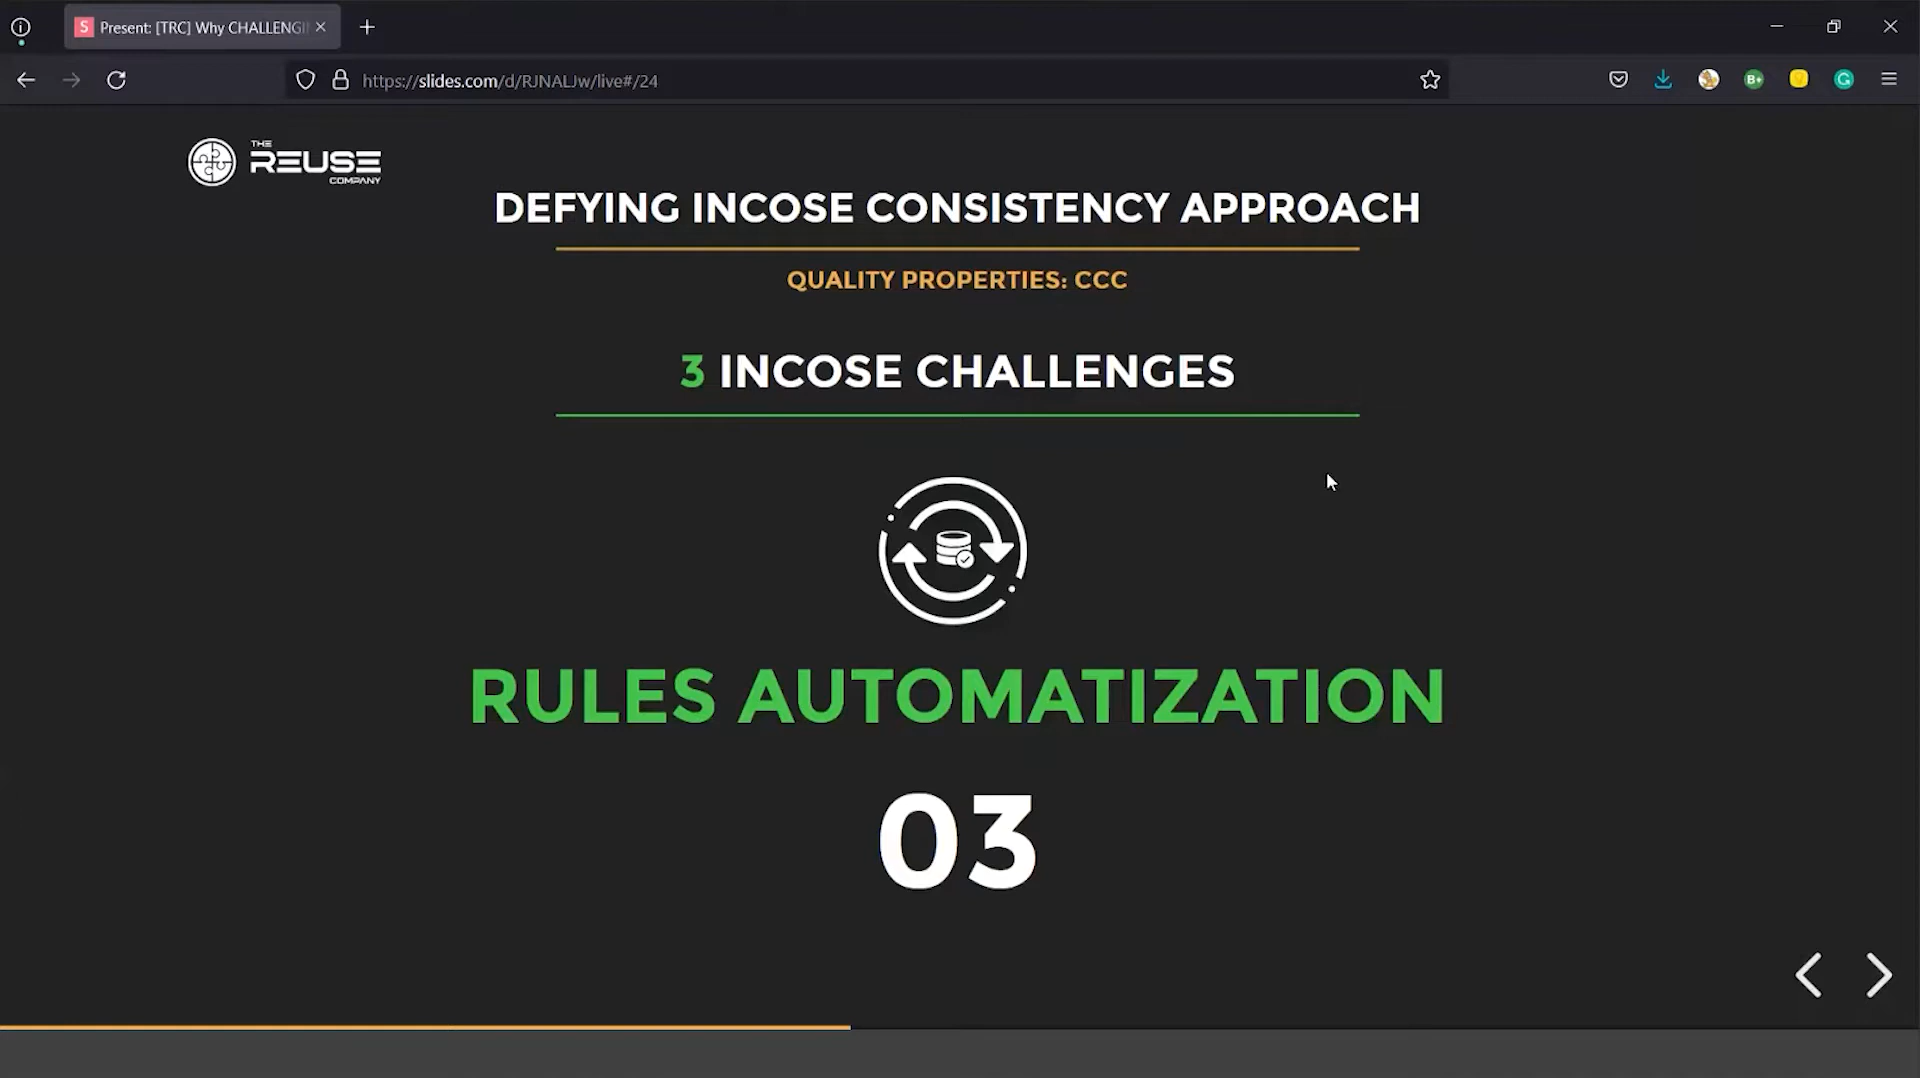 Present: [TRC] Why CHALLENGI
https://slides.com/d/RJNALJw/live#/24
THE
REUSE
COMPANY
DEFYING INCOSE CONSISTENCY APPROACH
QUALITY PROPERTIES: CCC
3 INCOSE CHALLENGES
RULES AUTOMATIZATION
03